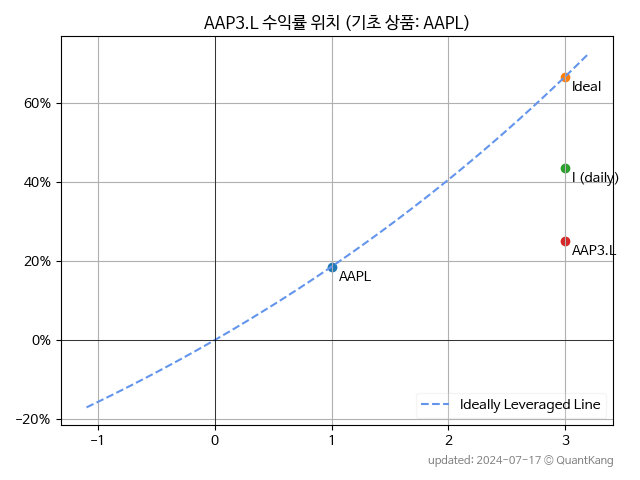 AAP3.L 수익률 위치 (기초 상품: AAPL)
60%
40%
20%
0%
−20%
Ideal
I (daily)
AAP3.L
AAPL
Ideally Leveraged Line
−1
0
1
2
3
updated: 2024-07-17 © QuantKang